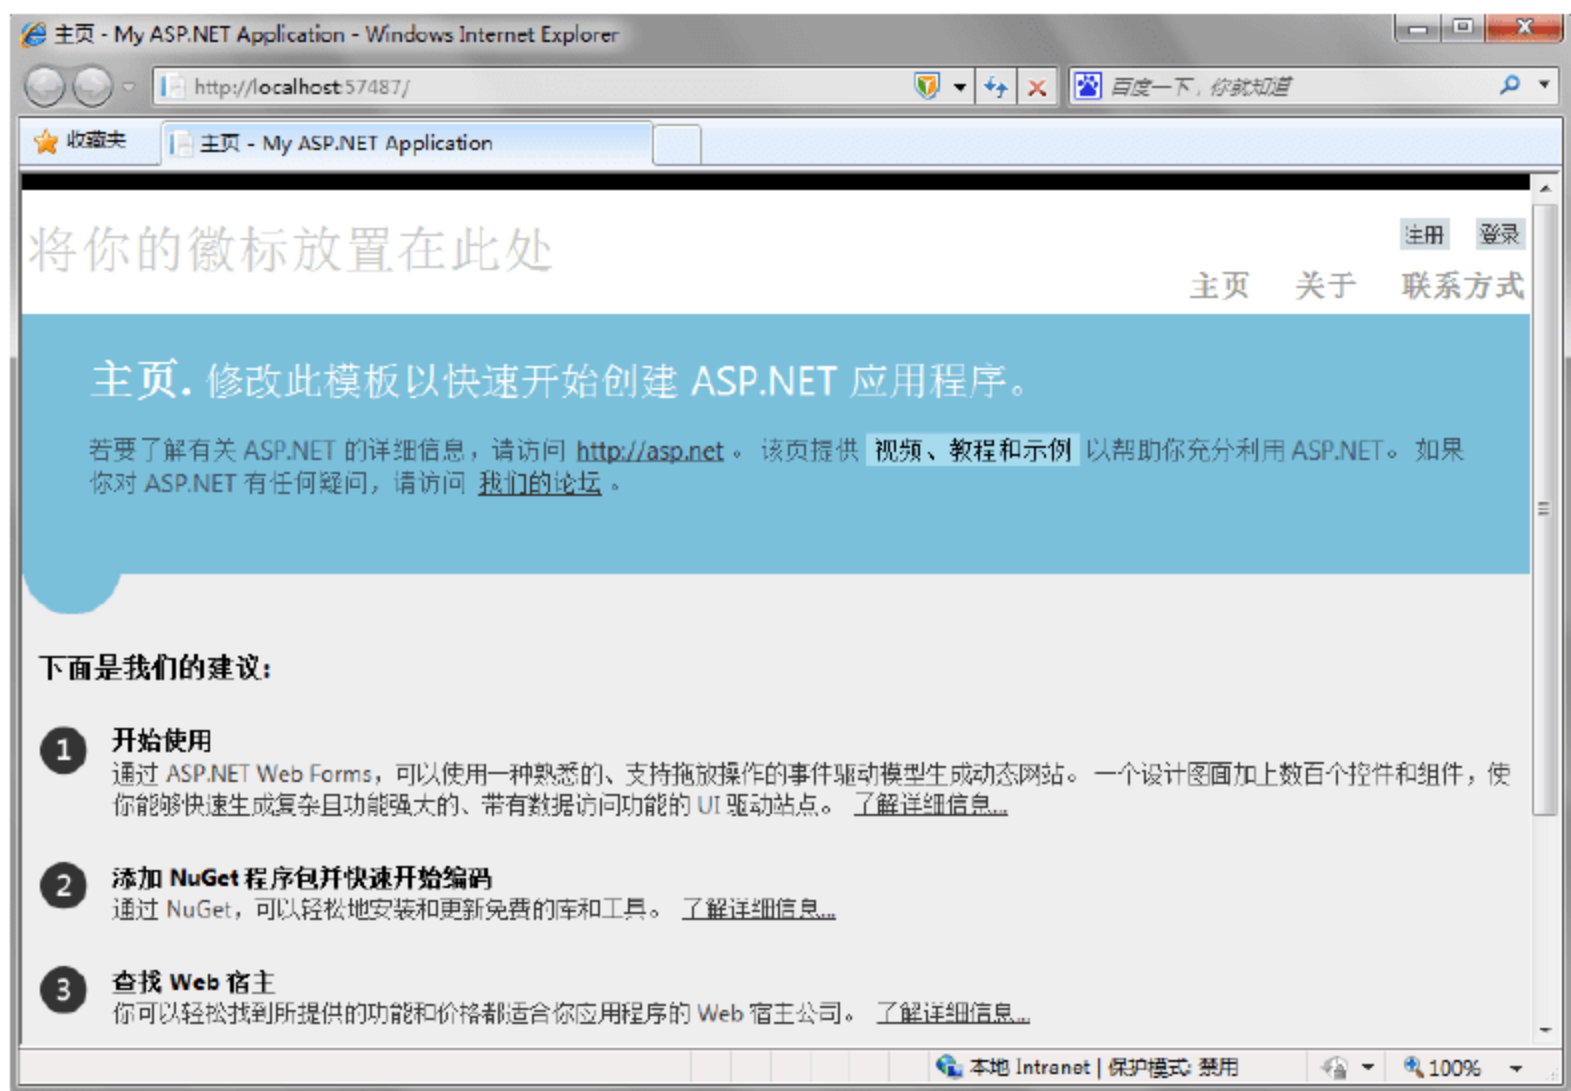 主页 - My ASP.NET Application - Windows Internet Explorer
http://localhost:57487/
百度一下，你就知道
收藏夹
主页 - My ASP.NET Application
注册 登录
将你的徽标放置在此处
主页 关于 联系方式
主页. 修改此模板以快速开始创建 ASP.NET 应用程序。
若要了解有关 ASP.NET 的详细信息，请访问 http://asp.net 。 该页提供 视频、教程和示例 以帮助你充分利用 ASP.NET。 如果
你对 ASP.NET 有任何疑问，请访问 我们的论坛 。
下面是我们的建议:
1 开始使用
通过 ASP.NET Web Forms，可以使用一种熟悉的、支持拖放操作的事件驱动模型生成动态网站。 一个设计图面加上数百个控件和组件，使
你能够快速生成复杂且功能强大的、带有数据访问功能的 UI 驱动站点。 了解详细信息...
2 添加 NuGet 程序包并快速开始编码
通过 NuGet，可以轻松地安装和更新免费的库和工具。 了解详细信息...
3 查找 Web 宿主
你可以轻松找到所提供的功能和价格都适合你应用程序的 Web 宿主公司。 了解详细信息...
本地 Intranet | 保护模式: 禁用
100%